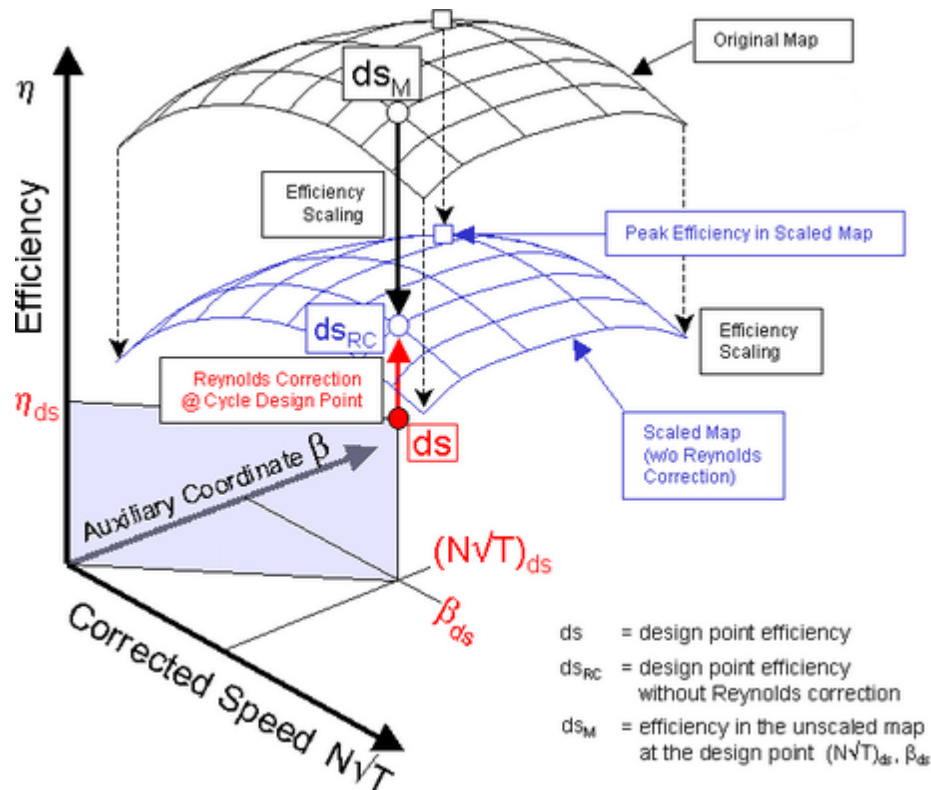 Original Map
η
ds_M
Efficiency
Scaling
Peak Efficiency in Scaled Map
Efficiency
ds_RC
Efficiency
Scaling
Reynolds Correction
@ Cycle Design Point
η_ds
ds
Scaled Map
(w/o Reynolds
Correction)
Auxiliary Coordinate β
(N√T)_ds
β_ds
Corrected Speed N√T
ds = design point efficiency
ds_RC = design point efficiency
without Reynolds correction
ds_M = efficiency in the unscaled map
at the design point (N√T)_ds, β_ds